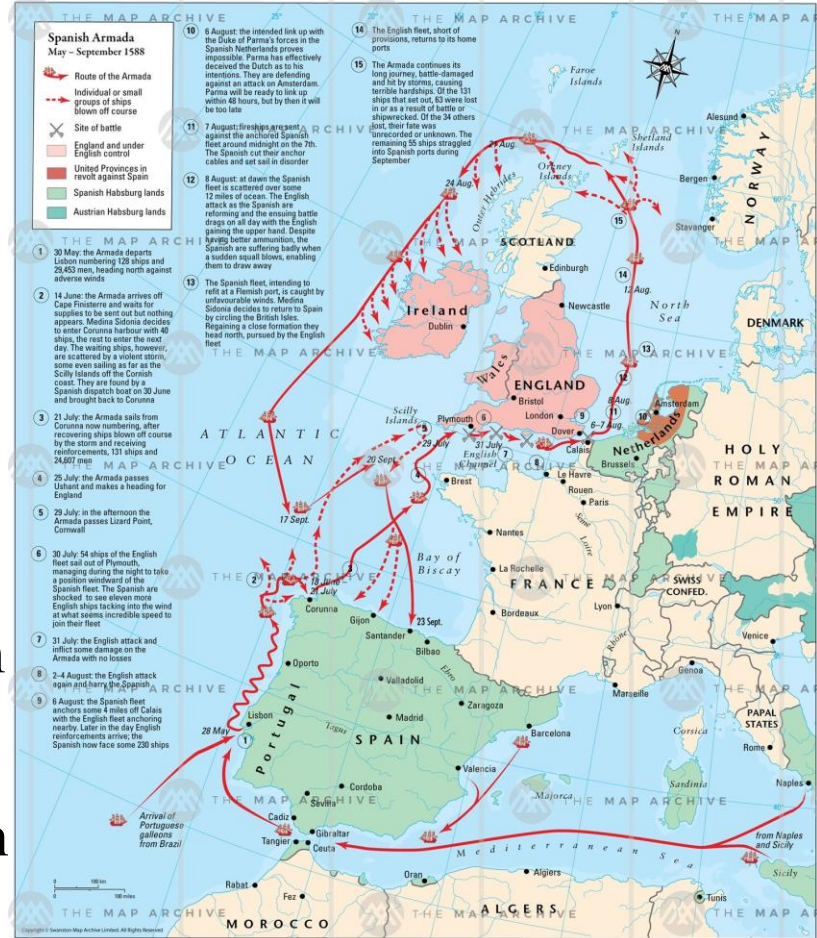 Spanish Armada
May – September 1588
Route of the Armada
Individual or small
groups of ships
blown off course
Site of battle
England and under
English control
United Provinces in
revolt against Spain
Spanish Habsburg lands
Austrian Habsburg lands
1 30 May: the Armada departs
Lisbon numbering 128 ships and
29,453 men, heading north against
adverse winds
2 14 June: the Armada arrives off
Cape Finisterre and waits for
supplies to be sent out but nothing
appears. Medina Sidonia decides
to enter Corunna harbour with 40
ships, the rest to enter the next
day. The waiting ships, however,
are scattered by a violent storm,
some even sailing as far as the
Scilly Islands off the Cornish
coast. They are found by a
Spanish dispatch boat on 30 June
and brought back to Corunna
3 21 July: the Armada sails from
Corunna now numbering, after
recovering ships blown off course
by the storm and receiving
reinforcements, 131 ships and
24,607 men
4 25 July: the Armada passes
Ushant and makes a heading for
England
5 29 July: in the afternoon the
Armada passes Lizard Point,
Cornwall
6 30 July: 54 ships of the English
fleet sail out of Plymouth,
managing during the night to take
a position windward of the
Spanish fleet. The Spanish are
shocked to see eleven more
English ships tacking into the wind
at what seems incredible speed to
join their fleet
7 31 July: the English attack and
inflict some damage on the
Armada with no losses
8 2–4 August: the English attack
again and harry the Spanish
9 6 August: the Spanish fleet
anchors some 4 miles off Calais
with the English fleet anchoring
nearby. Later in the day English
reinforcements arrive; the
Spanish now face some 230 ships
10 6 August: the intended link up with
the Duke of Parma's forces in the
Spanish Netherlands proves
impossible. Parma has effectively
deceived the Dutch as to his
intentions. They are defending
against an attack on Amsterdam.
Parma will be ready to link up
within 48 hours, but by then it will
be too late
11 7 August: fireships are sent
against the anchored Spanish
fleet around midnight on the 7th.
The Spanish cut their anchor
cables and set sail in disorder
12 8 August: at dawn the Spanish
fleet is scattered over some
12 miles of ocean. The English
attack as the Spanish are
reforming and the ensuing battle
drags on all day with the English
gaining the upper hand. Despite
having better ammunition, the
Spanish are suffering badly when
a sudden squall blows, enabling
them to draw away
13 The Spanish fleet, intending to
refit at a Flemish port, is caught by
unfavourable winds. Medina
Sidonia decides to return to Spain
by circling the British Isles.
Regaining a close formation they
head north, pursued by the English
fleet
14 The English fleet, short of
provisions, returns to its home
ports
15 The Armada continues its
long journey, battle-damaged
and hit by storms, causing
terrible hardships. Of the 131
ships that set out, 63 were lost
in or as a result of battle or
shipwrecked. Of the 34 others
lost, their fate was
unrecorded or unknown. The
remaining 55 ships straggled
into Spanish ports during
September
N
Faroe
Islands
Shetland
Islands
Orkney
Islands
21 Aug.
24 Aug.
Outer Hebrides
Alesund
NORWAY
Bergen
Stavanger
15
SCOTLAND
Edinburgh
14
12 Aug.
North
Sea
Newcastle
Ireland
Dublin
DENMARK
13
Wales
ENGLAND
12
8 Aug.
Bristol
London
Amsterdam
10
11
9
Dover
6–7 Aug.
Calais
Netherlands
Brussels
Scilly
Islands
Plymouth
6
5
29 July
31 July
English
Channel
7
8
ATLANTIC
OCEAN
20 Sept.
4
Brest
Le Havre
Rouen
Paris
Seine
HOLY
ROMAN
EMPIRE
17 Sept.
Nantes
Loire
Bay of
Biscay
La Rochelle
FRANCE
SWISS
CONFED.
2
18 June
21 July
3
Corunna
Gijon
Santander
23 Sept.
Bilbao
Bordeaux
Lyon
Rhône
Venice
Genoa
Oporto
Ebro
Marseille
Valladolid
Zaragoza
PAPAL
STATES
Portugal
Madrid
Lisbon
28 May
1
Tagus
SPAIN
Barcelona
Corsica
Rome
Valencia
Naples
Cordoba
Sevilla
Majorca
Sardinia
Arrival of
Portuguese
galleons
from Brazil
Cadiz
Gibraltar
Tangier
Ceuta
Mediterranean Sea
from Naples
and Sicily
Sicily
Oran
Algiers
Tunis
Rabat
Fez
MOROCCO
ALGERS
100 km
100 miles
THE MAP ARCHIVE
Copyright © Swanston Map Archive Limited. All Rights Reserved